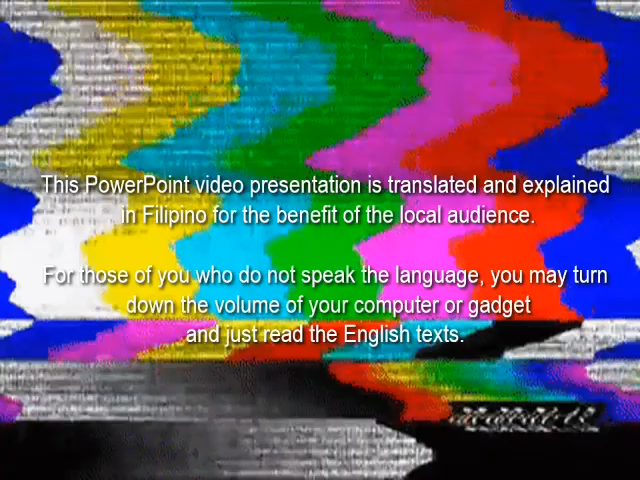 This PowerPoint video presentation is translated and explained
in Filipino for the benefit of the local audience.
For those of you who do not speak the language, you may turn
down the volume of your computer or gadget
and just read the English texts.